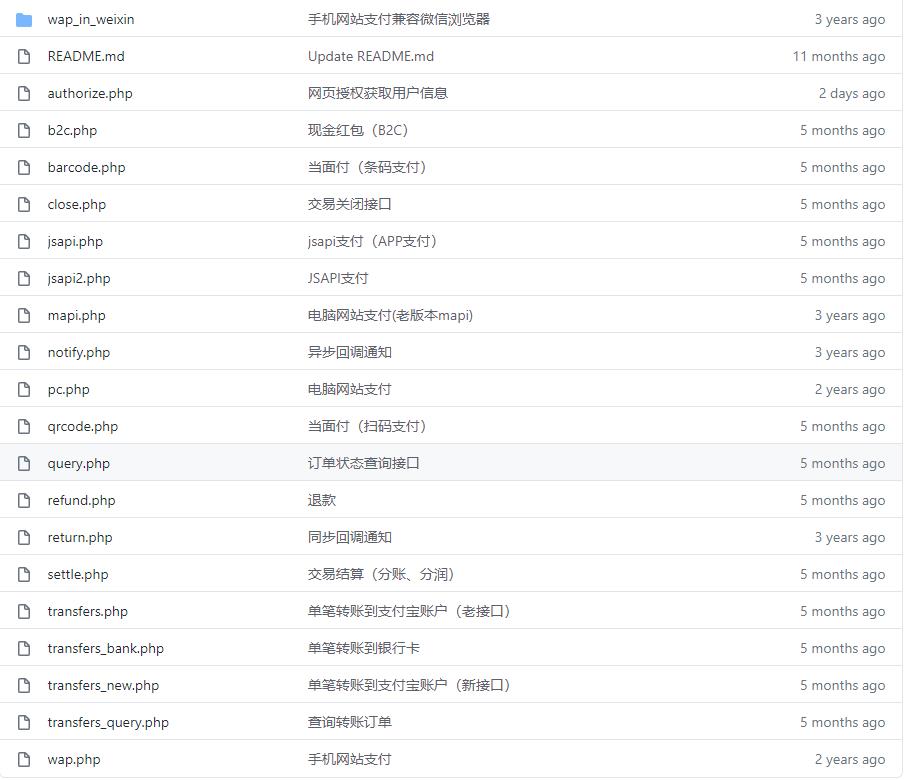 wap_in_weixin 手机网站支付兼容微信浏览器 3 years ago
README.md Update README.md 11 months ago
authorize.php 网页授权获取用户信息 2 days ago
b2c.php 现金红包（B2C） 5 months ago
barcode.php 当面付（条码支付） 5 months ago
close.php 交易关闭接口 5 months ago
jsapi.php jsapi支付（APP支付） 5 months ago
jsapi2.php JSAPI支付 5 months ago
mapi.php 电脑网站支付(老版本mapi) 3 years ago
notify.php 异步回调通知 3 years ago
pc.php 电脑网站支付 2 years ago
qrcode.php 当面付（扫码支付） 5 months ago
query.php 订单状态查询接口 5 months ago
refund.php 退款 5 months ago
return.php 同步回调通知 3 years ago
settle.php 交易结算（分账、分润） 5 months ago
transfers.php 单笔转账到支付宝账户（老接口） 5 months ago
transfers_bank.php 单笔转账到银行卡 5 months ago
transfers_new.php 单笔转账到支付宝账户（新接口） 5 months ago
transfers_query.php 查询转账订单 5 months ago
wap.php 手机网站支付 2 years ago